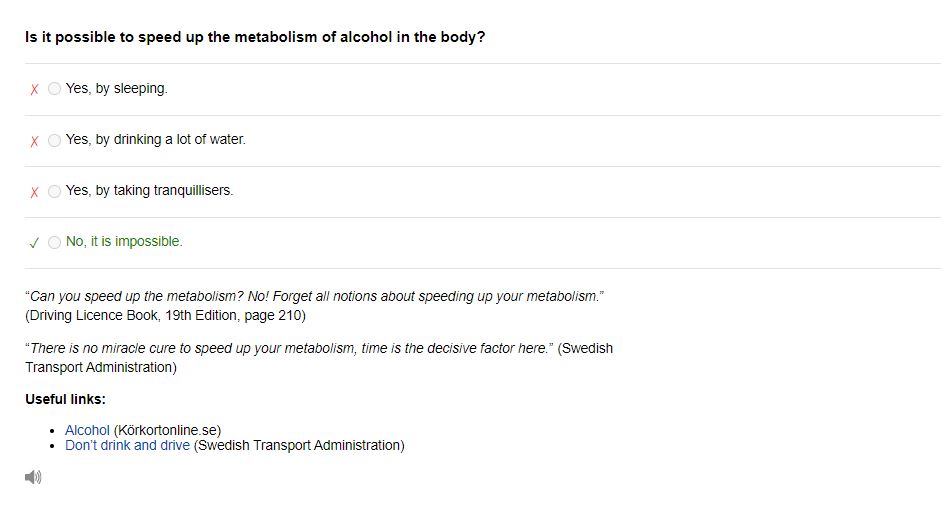 Is it possible to speed up the metabolism of alcohol in the body?
✗ Yes, by sleeping.
✗ Yes, by drinking a lot of water.
✗ Yes, by taking tranquillisers.
✓ No, it is impossible.
“Can you speed up the metabolism? No! Forget all notions about speeding up your metabolism.”
(Driving Licence Book, 19th Edition, page 210)
“There is no miracle cure to speed up your metabolism, time is the decisive factor here.” (Swedish
Transport Administration)
Useful links:
• Alcohol (Körkortonline.se)
• Don’t drink and drive (Swedish Transport Administration)